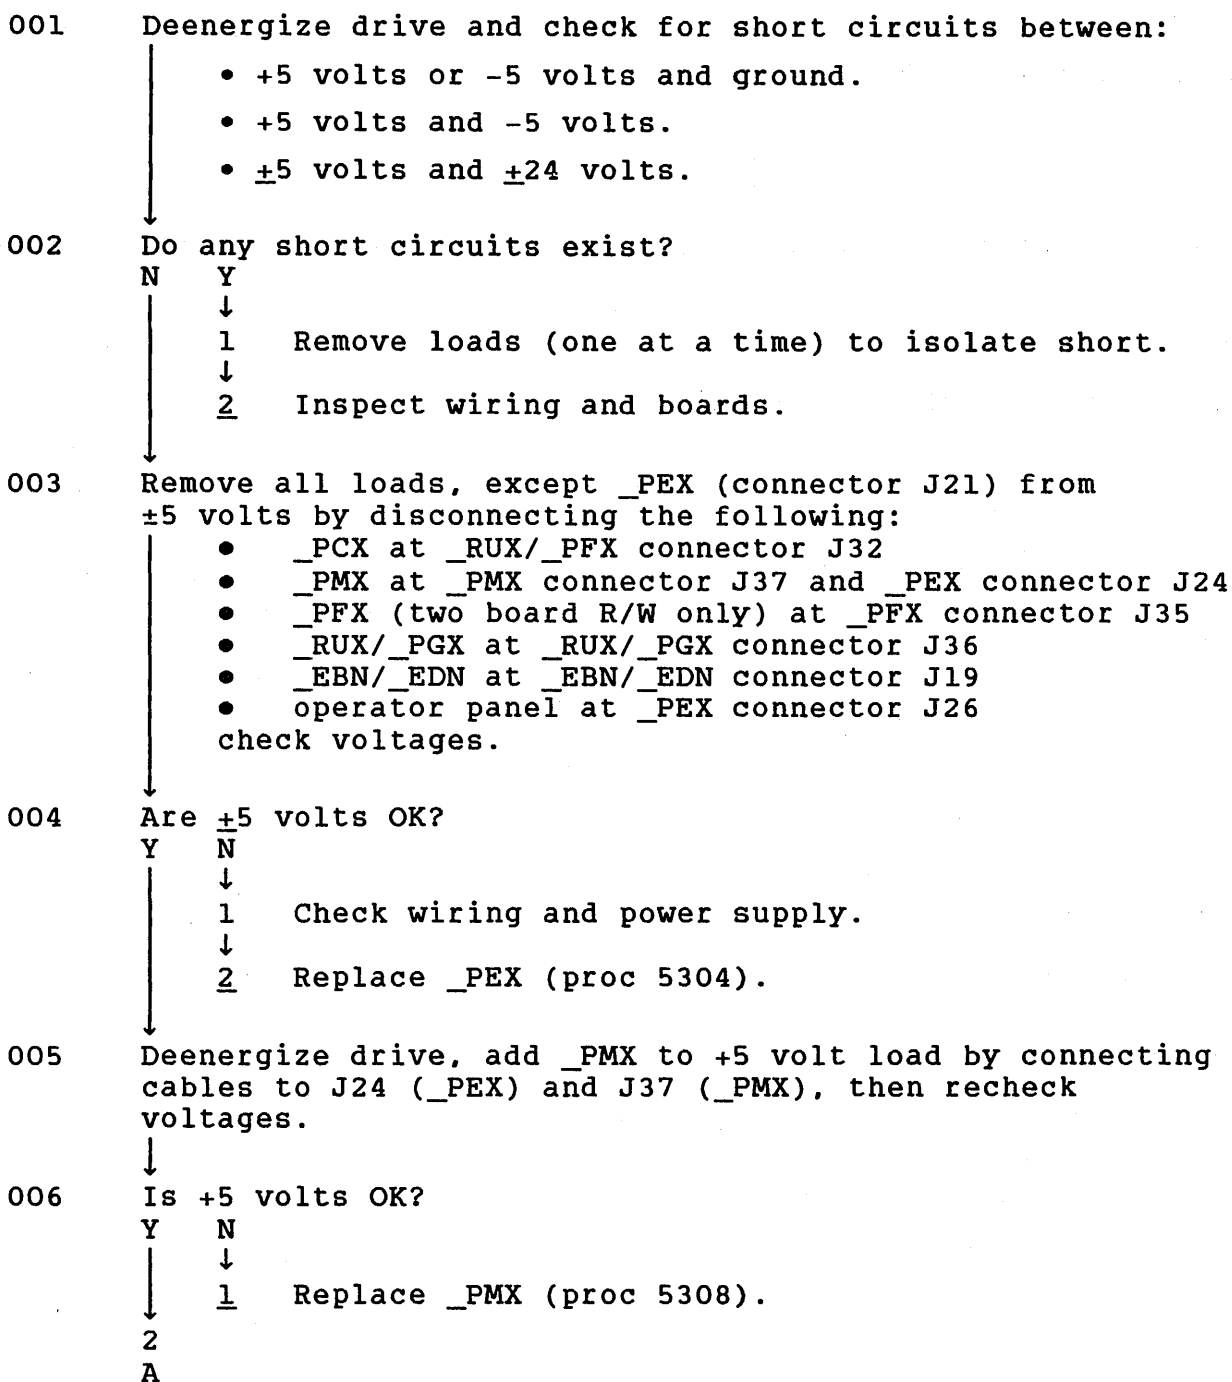 001 Deenergize drive and check for short circuits between:
• +5 volts or -5 volts and ground.
• +5 volts and -5 volts.
• ±5 volts and ±24 volts.
002 Do any short circuits exist?
N Y
↓
1 Remove loads (one at a time) to isolate short.
↓
2 Inspect wiring and boards.
003 Remove all loads, except _PEX (connector J21) from
±5 volts by disconnecting the following:
• _PCX at _RUX/_PFX connector J32
• _PMX at _PMX connector J37 and _PEX connector J24
• _PFX (two board R/W only) at _PFX connector J35
• _RUX/_PGX at _RUX/_PGX connector J36
• _EBN/_EDN at _EBN/_EDN connector J19
• operator panel at _PEX connector J26
check voltages.
004 Are ±5 volts OK?
Y N
↓
1 Check wiring and power supply.
↓
2 Replace _PEX (proc 5304).
005 Deenergize drive, add _PMX to +5 volt load by connecting
cables to J24 (_PEX) and J37 (_PMX), then recheck
voltages.
↓
006 Is +5 volts OK?
Y N
↓
1 Replace _PMX (proc 5308).
2
A